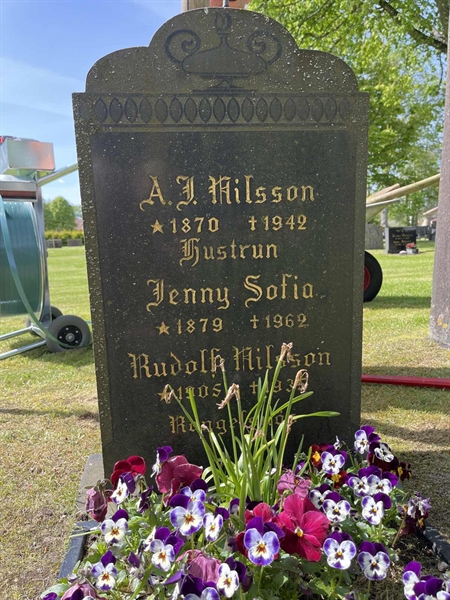 A. J. Nilsson
★ 1870 ✝ 1942
Hustrun
Jenny Sofia
★ 1879 ✝ 1962
Rudolf Nilsson